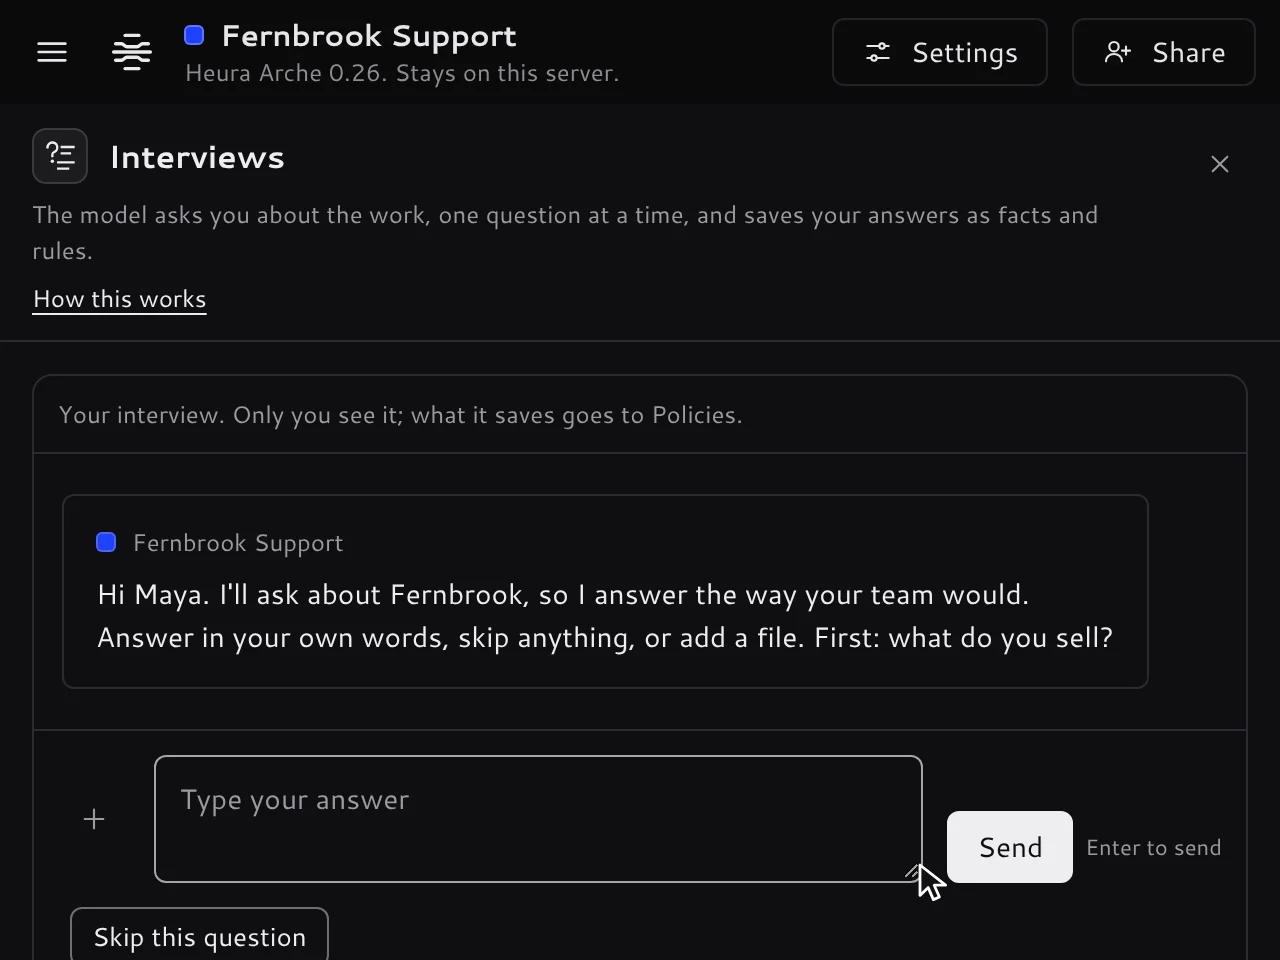 Fernbrook Support
Heura Arche 0.26. Stays on this server.
Settings
Share
Interviews
The model asks you about the work, one question at a time, and saves your answers as facts and
rules.
How this works
Your interview. Only you see it; what it saves goes to Policies.
Fernbrook Support
Hi Maya. I'll ask about Fernbrook, so I answer the way your team would.
Answer in your own words, skip anything, or add a file. First: what do you sell?
Type your answer
Send
Enter to send
Skip this question